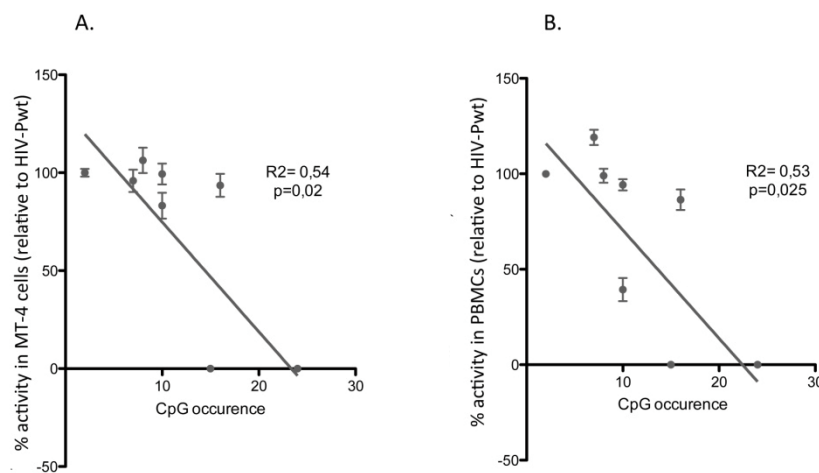 A.
% activity in MT-4 cells (relative to HIV-Pwt)
150
100
50
0
-50
10
20
30
CpG occurence
R2= 0,54
p=0,02
B.
% activity in PBMCs (relative to HIV-Pwt)
150
100
50
0
-50
10
20
30
CpG occurence
R2= 0,53
p=0,025